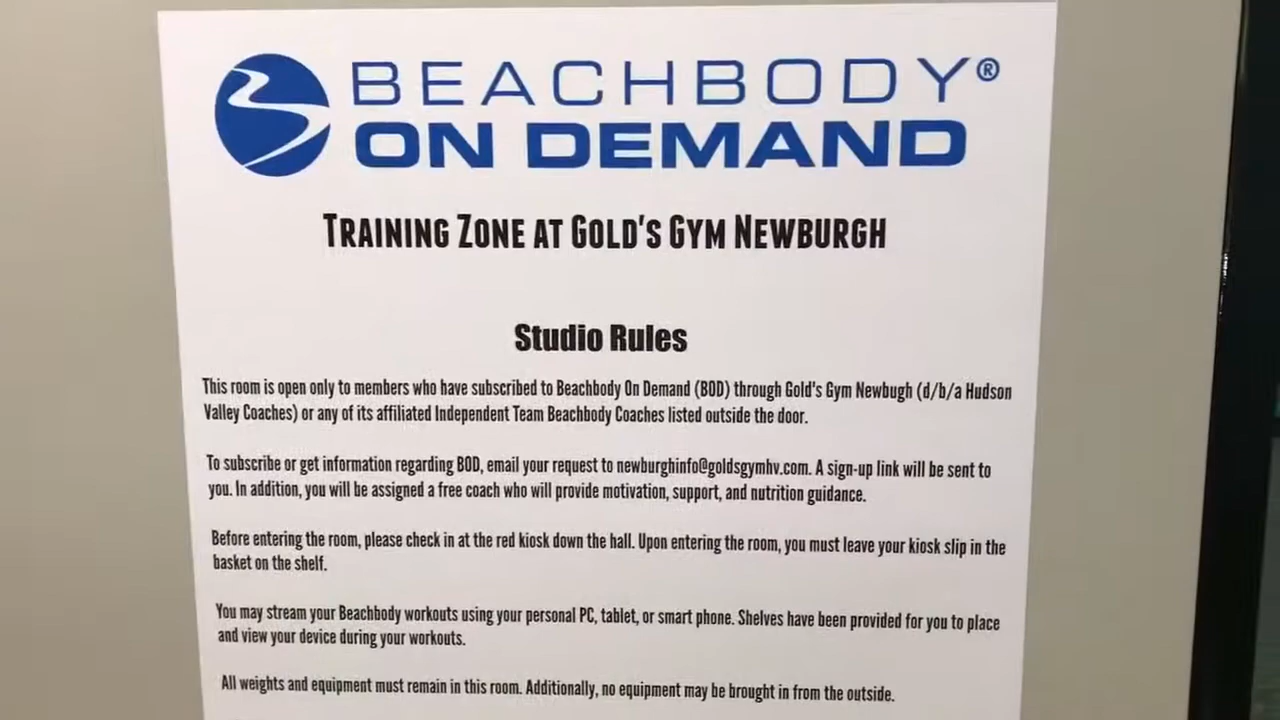 BEACHBODY®
ON DEMAND
TRAINING ZONE AT GOLD'S GYM NEWBURGH
Studio Rules
This room is open only to members who have subscribed to Beachbody On Demand (BOD) through Gold's Gym Newbugh (d/b/a Hudson
Valley Coaches) or any of its affiliated Independent Team Beachbody Coaches listed outside the door.
To subscribe or get information regarding BOD, email your request to newburghinfo@goldsgymhv.com. A sign-up link will be sent to
you. In addition, you will be assigned a free coach who will provide motivation, support, and nutrition guidance.
Before entering the room, please check in at the red kiosk down the hall. Upon entering the room, you must leave your kiosk slip in the
basket on the shelf.
You may stream your Beachbody workouts using your personal PC, tablet, or smart phone. Shelves have been provided for you to place
and view your device during your workouts.
All weights and equipment must remain in this room. Additionally, no equipment may be brought in from the outside.